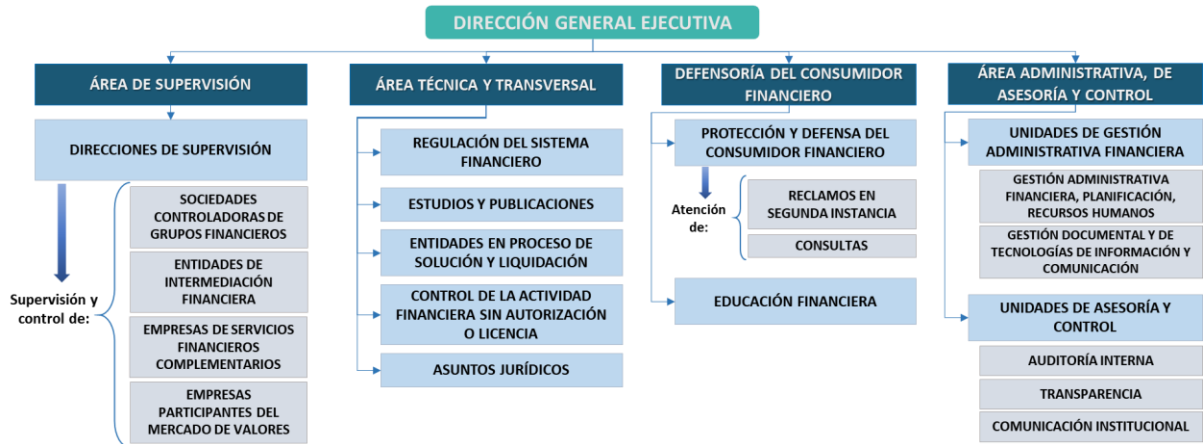 DIRECCIÓN GENERAL EJECUTIVA
ÁREA DE SUPERVISIÓN
DIRECCIONES DE SUPERVISIÓN
Supervisión y
control de:
SOCIEDADES
CONTROLADORAS DE
GRUPOS FINANCIEROS
ENTIDADES DE
INTERMEDIACIÓN
FINANCIERA
EMPRESAS DE SERVICIOS
FINANCIEROS
COMPLEMENTARIOS
EMPRESAS
PARTICIPANTES DEL
MERCADO DE VALORES
ÁREA TÉCNICA Y TRANSVERSAL
REGULACIÓN DEL SISTEMA
FINANCIERO
ESTUDIOS Y PUBLICACIONES
ENTIDADES EN PROCESO DE
SOLUCIÓN Y LIQUIDACIÓN
CONTROL DE LA ACTIVIDAD
FINANCIERA SIN AUTORIZACIÓN
O LICENCIA
ASUNTOS JURÍDICOS
DEFENSORÍA DEL CONSUMIDOR
FINANCIERO
PROTECCIÓN Y DEFENSA DEL
CONSUMIDOR FINANCIERO
Atención
de:
RECLAMOS EN
SEGUNDA INSTANCIA
CONSULTAS
EDUCACIÓN FINANCIERA
ÁREA ADMINISTRATIVA, DE
ASESORÍA Y CONTROL
UNIDADES DE GESTIÓN
ADMINISTRATIVA FINANCIERA
GESTIÓN ADMINISTRATIVA
FINANCIERA, PLANIFICACIÓN,
RECURSOS HUMANOS
GESTIÓN DOCUMENTAL Y DE
TECNOLOGÍAS DE INFORMACIÓN Y
COMUNICACIÓN
UNIDADES DE ASESORÍA Y
CONTROL
AUDITORÍA INTERNA
TRANSPARENCIA
COMUNICACIÓN INSTITUCIONAL